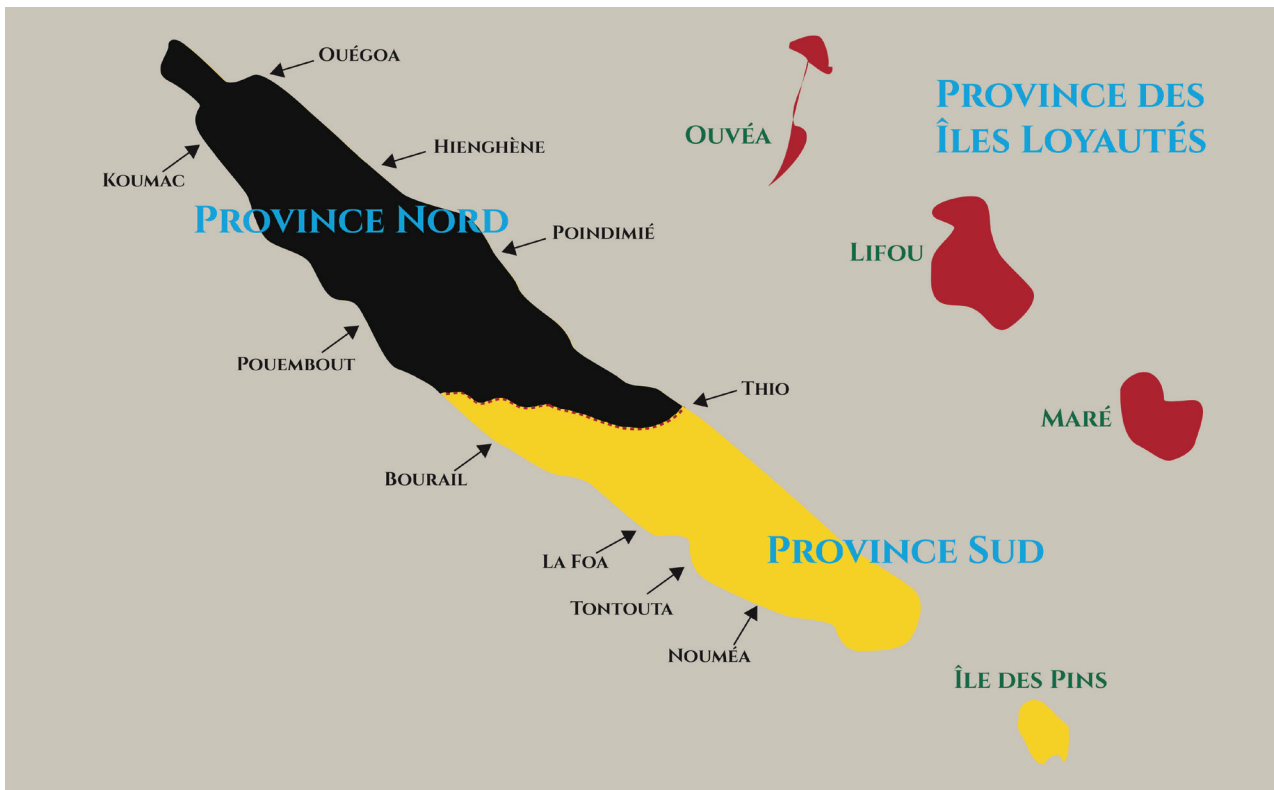 Ouégoa
Hienghène
Koumac
Province Nord
Poindimié
Pouembout
Thio
Bourail
La Foa
Tontouta
Nouméa
Province Sud
Province des
Îles Loyautés
Ouvéa
Lifou
Maré
Île des Pins